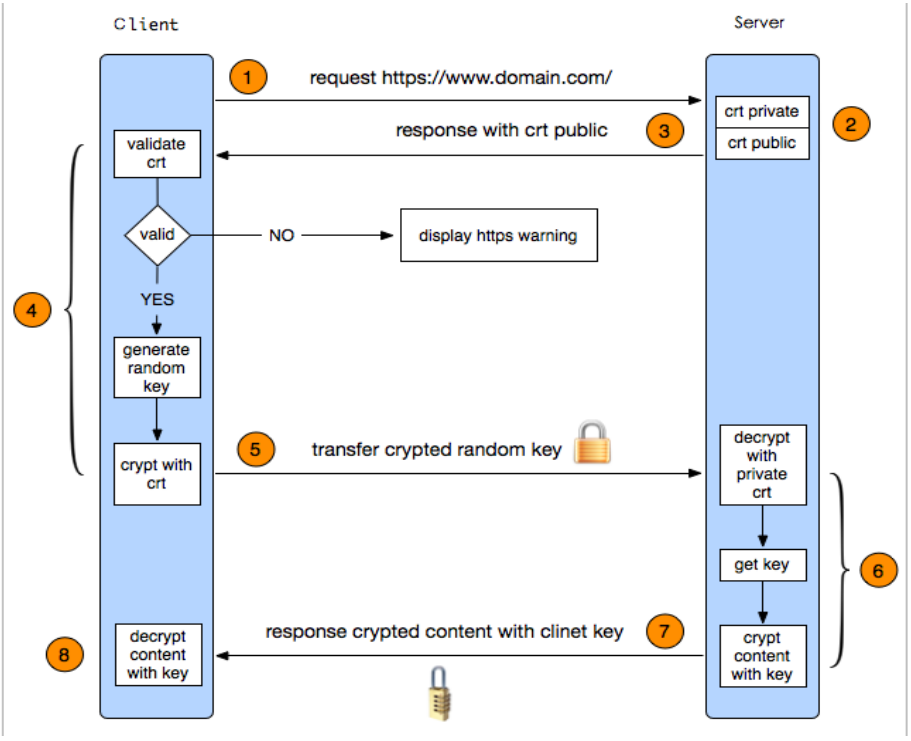 Client
Server
1
request https://www.domain.com/
crt private
2
response with crt public
3
crt public
validate
crt
valid
NO
display https warning
4
YES
generate
random
key
5
transfer crypted random key
decrypt
with
private
crt
crypt with
crt
get key
6
response crypted content with clinet key
7
8
decrypt
content
with key
crypt
content
with key